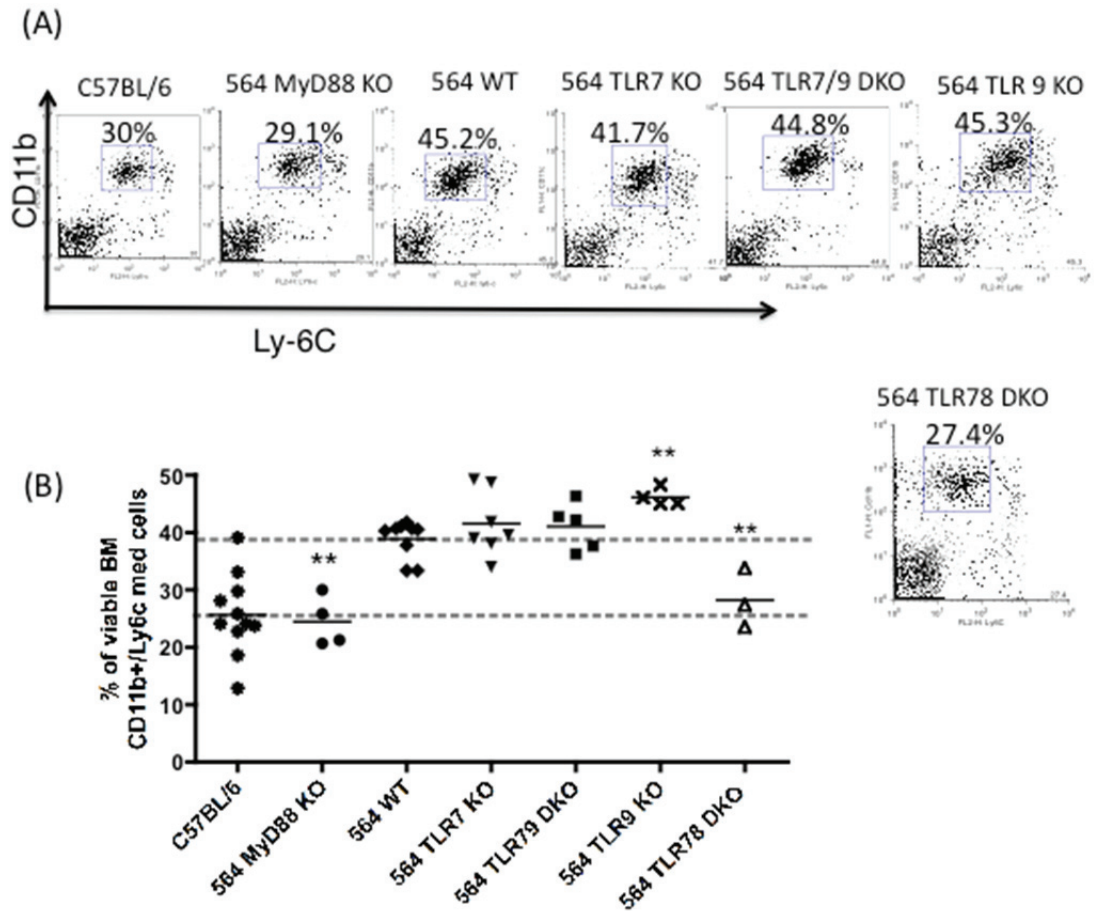 (A)
C57BL/6 564 MyD88 KO 564 WT 564 TLR7 KO 564 TLR7/9 DKO 564 TLR 9 KO
30% 29.1% 45.2% 41.7% 44.8% 45.3%
CD11b
Ly-6C
564 TLR78 DKO
27.4%
(B)
% of viable BM
CD11b+/Ly6c med cells
50
40
30
20
10
0
** ** **
C57BL/6
564 MyD88 KO
564 WT
564 TLR7 KO
564 TLR79 DKO
564 TLR9 KO
564 TLR78 DKO